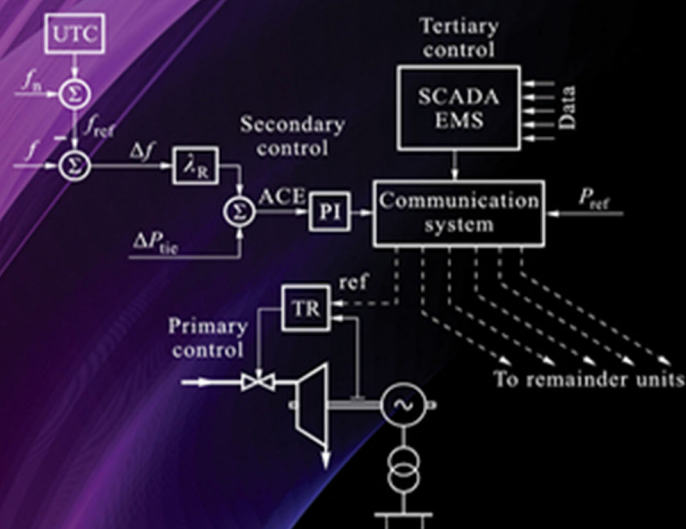 UTC
Tertiary
control
fₙ
Σ
SCADA
EMS
Data
f_ref
Secondary
control
f
Σ
Δf
λ_R
Σ
ACE
PI
Communication
system
P_ref
ΔP_tie
ref
TR
Primary
control
To remainder units
~